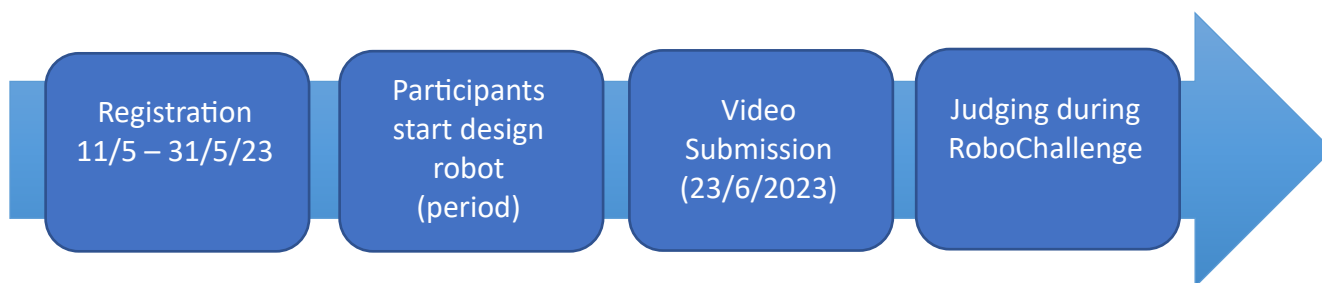 Registration
11/5 – 31/5/23
Participants
start design
robot
(period)
Video
Submission
(23/6/2023)
Judging during
RoboChallenge